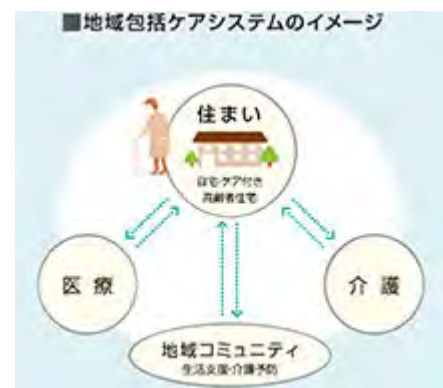 ■地域包括ケアシステムのイメージ
住まい
自宅・ケア付き
高齢者住宅
医療
介護
地域コミュニティ
生活支援・介護予防